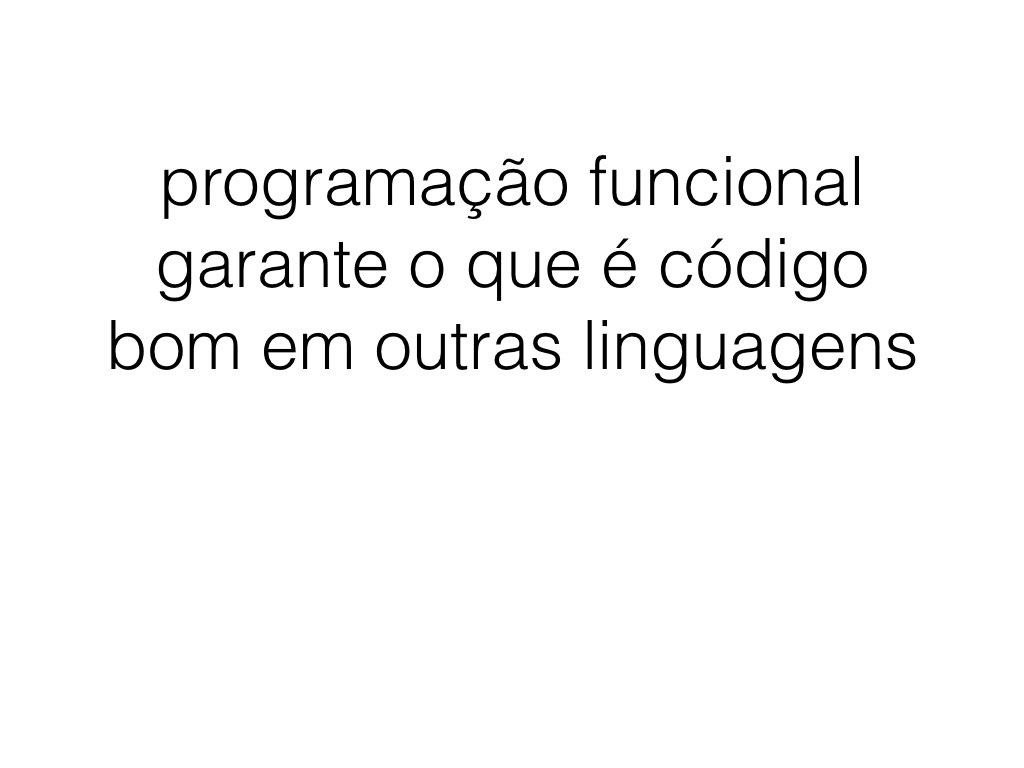 programação funcional
garante o que é código
bom em outras linguagens